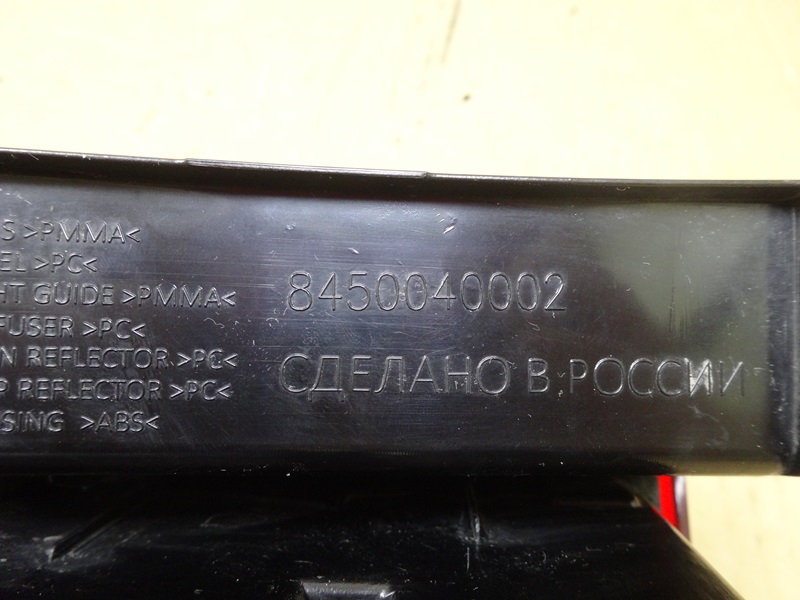 S >PMMA<
EL >PC<
HT GUIDE >PMMA<
FUSER >PC<
N REFLECTOR >PC<
P REFLECTOR >PC<
SING >ABS<
8450040002
СДЕЛАНО В РОССИИ